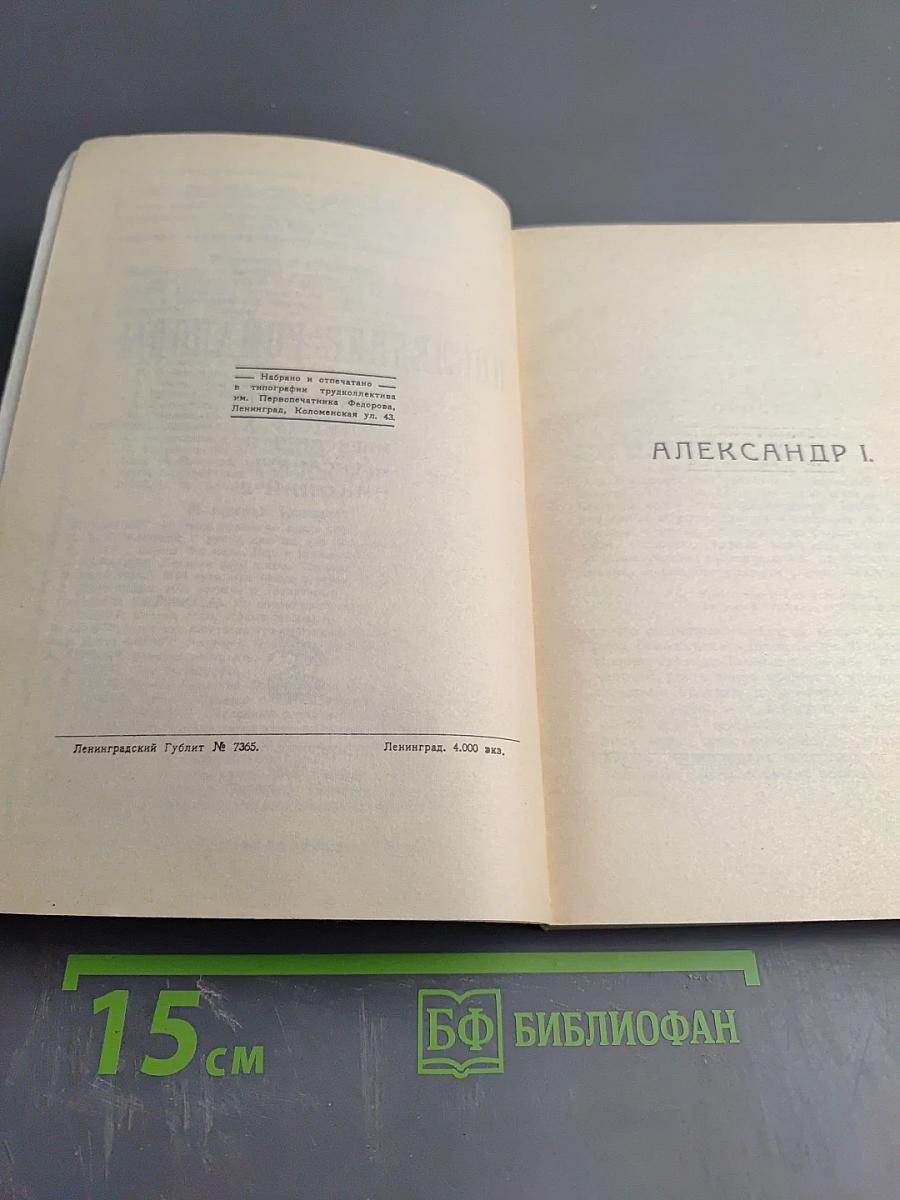 Набрано и отпечатано
в типографии трудколлектива
им. Первопечатника Федорова,
Ленинград, Коломенская ул. 43.
Ленинградский Гублит № 7365.
Ленинград. 4.000 экз.
АЛЕКСАНДР I.
15 см
БФ БИБЛИОФАН